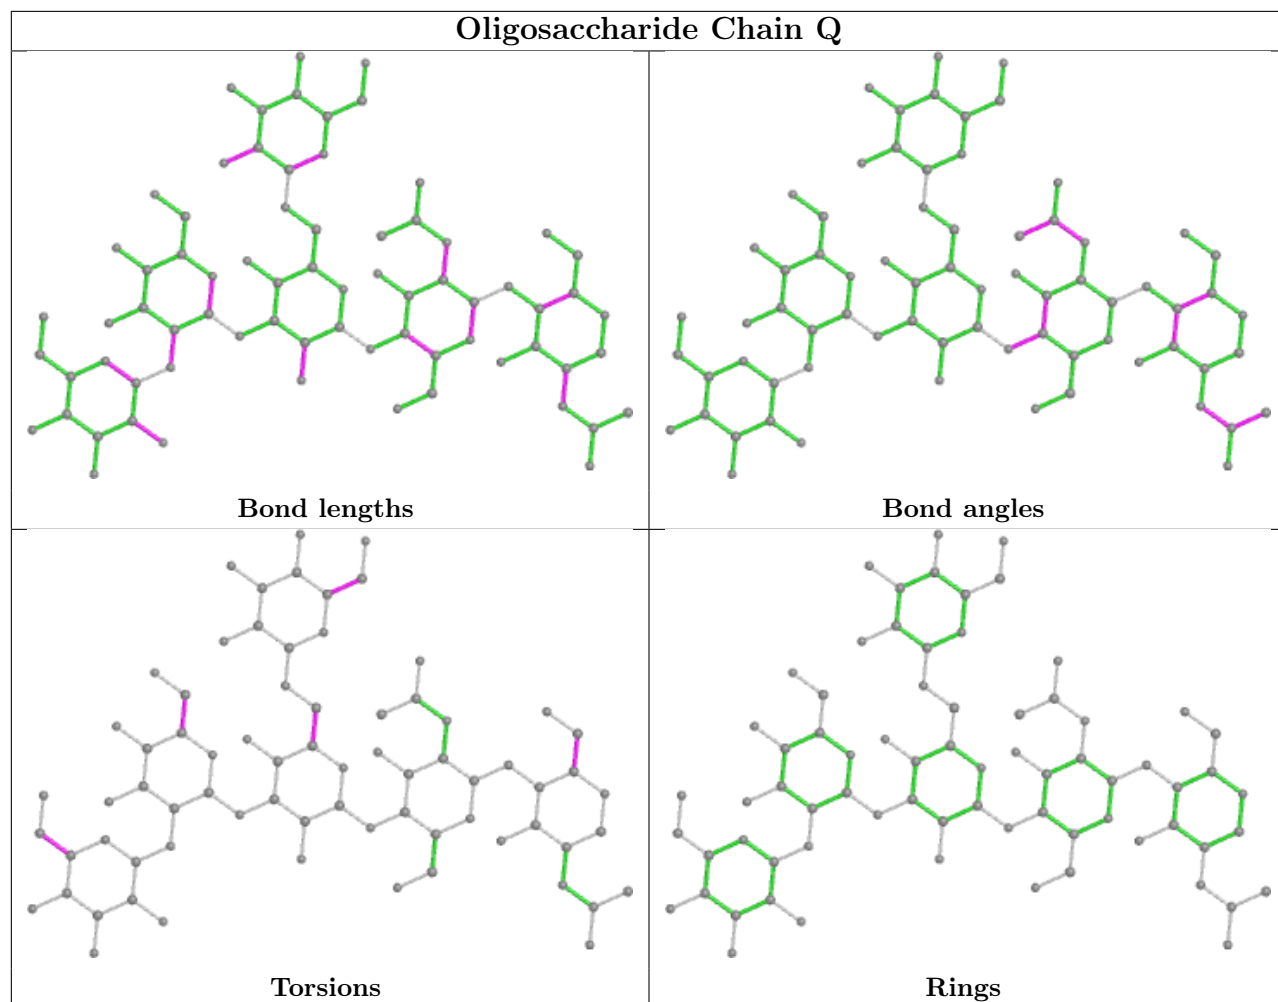 Oligosaccharide Chain Q
Bond lengths
Bond angles
Torsions
Rings